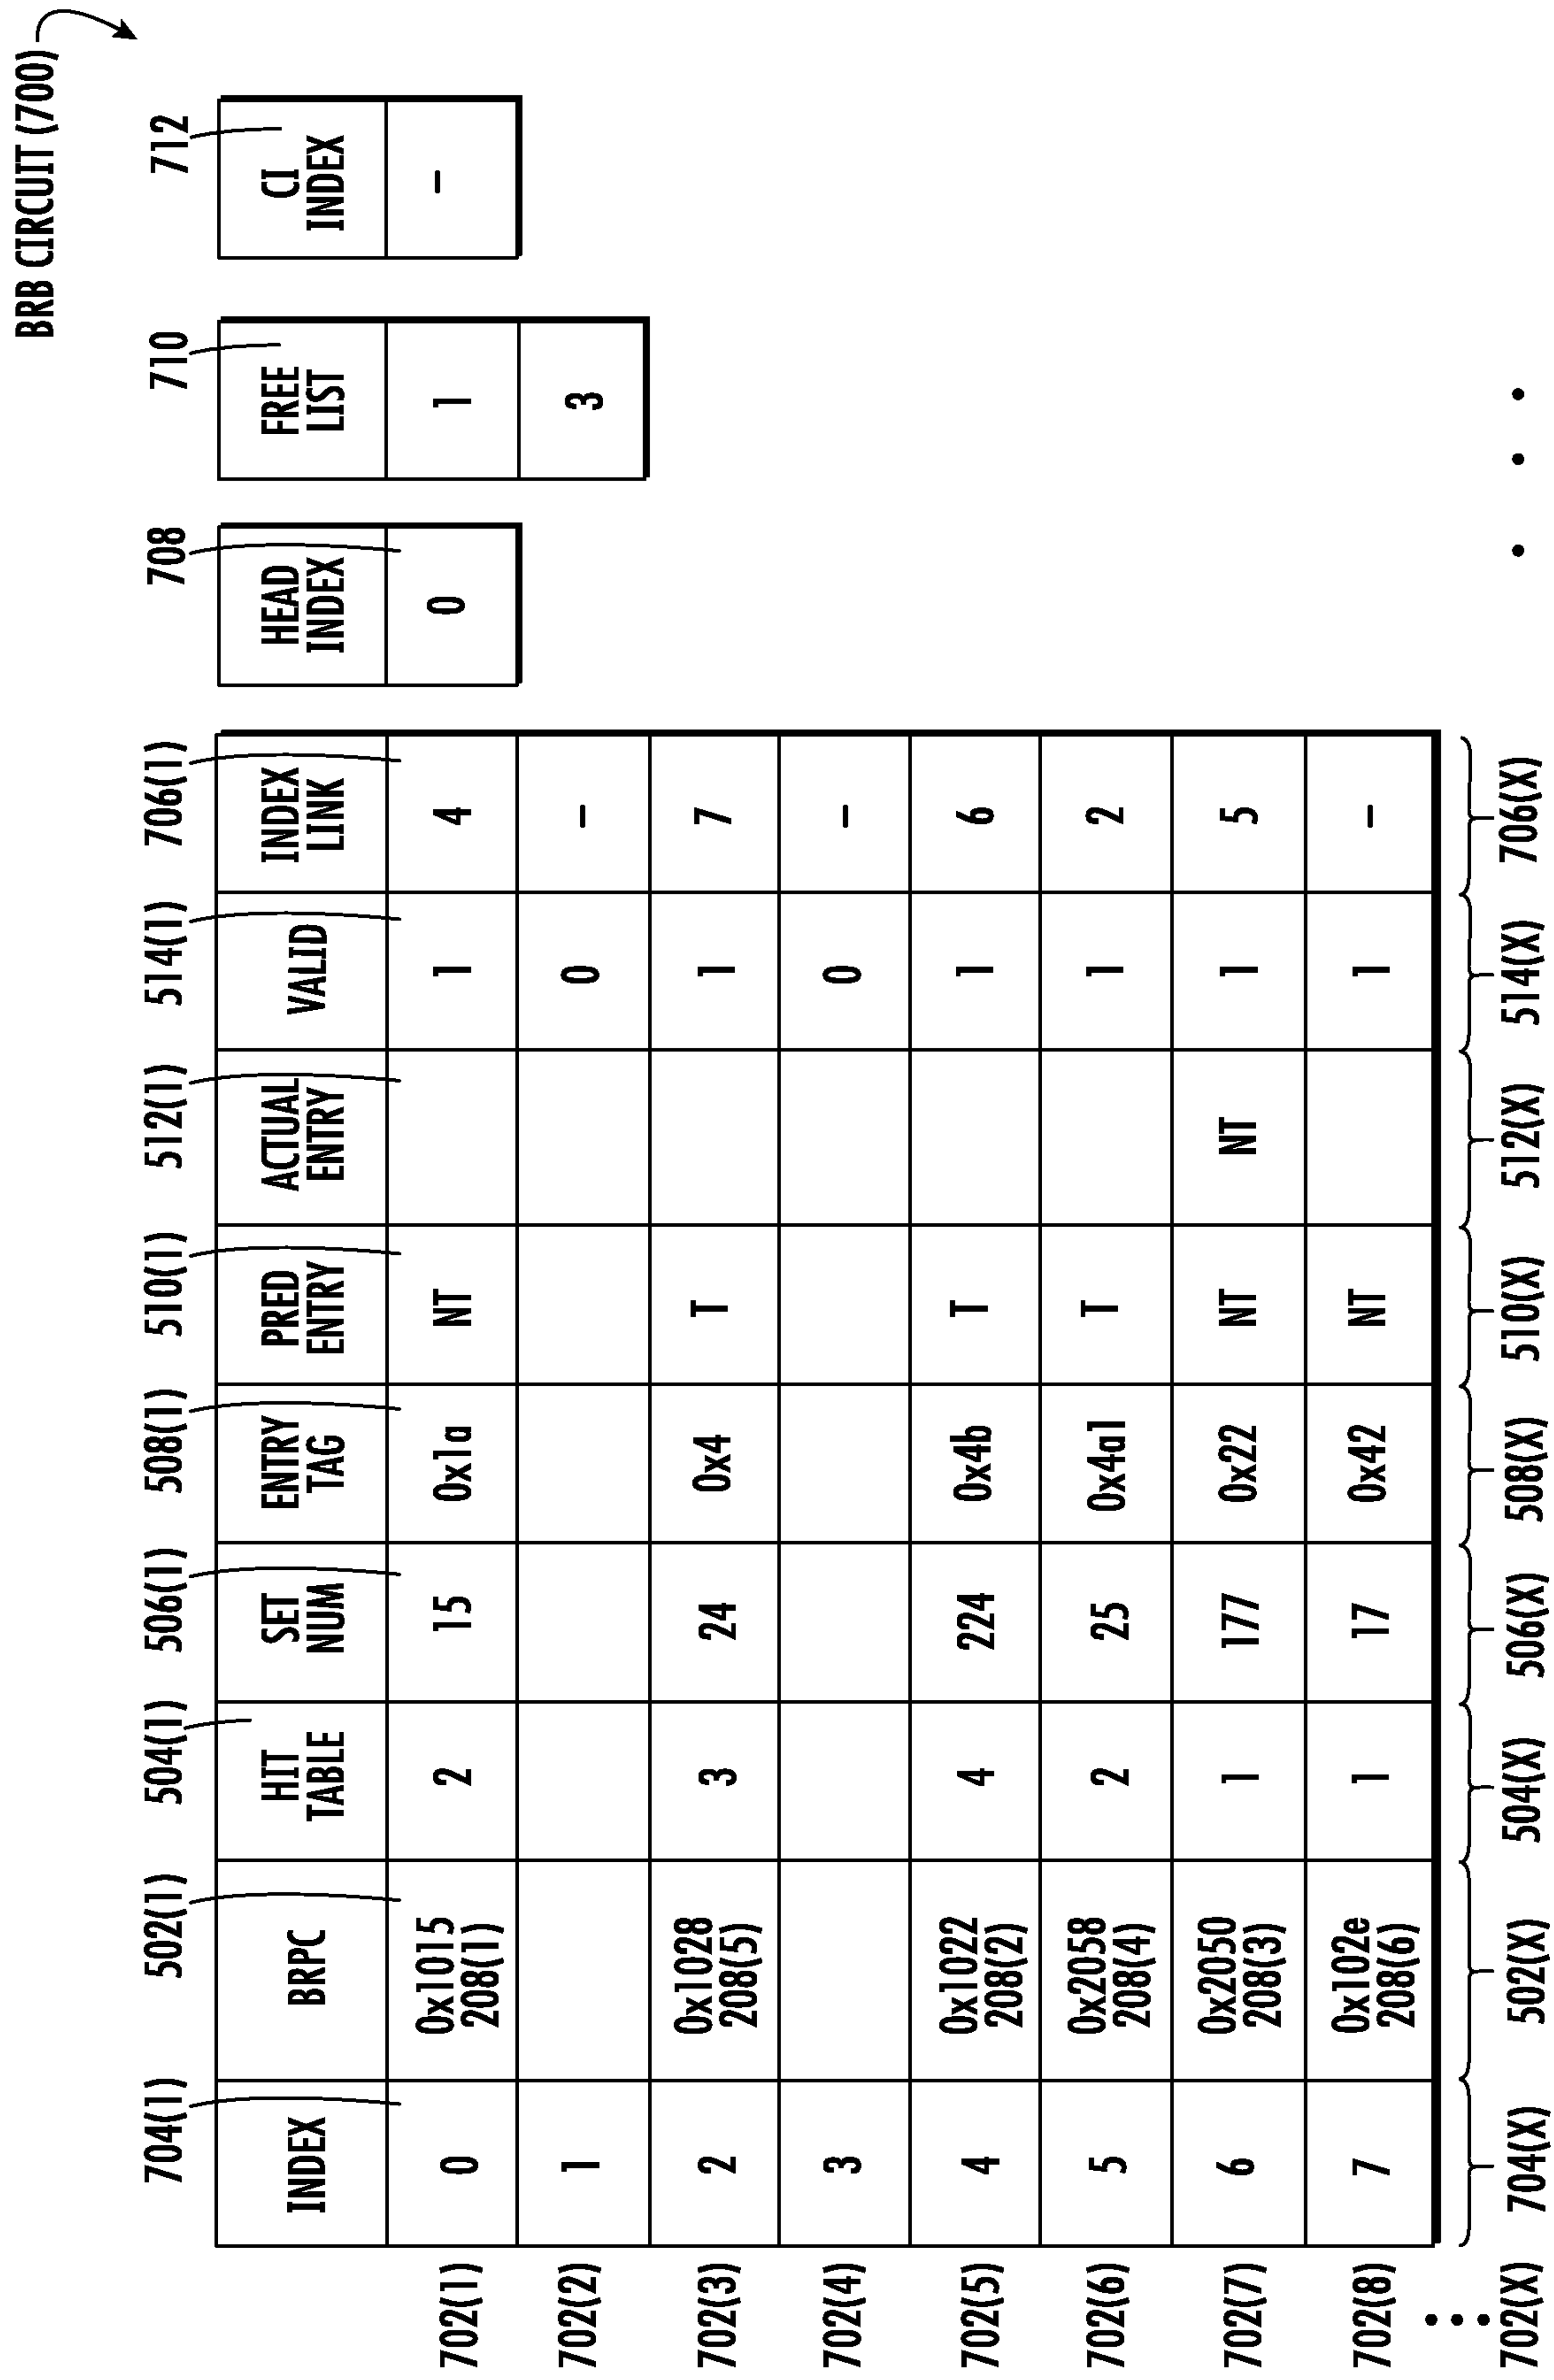 BRB CIRCUIT (700)
704(1)
502(1)
504(1)
506(1)
508(1)
510(1)
512(1)
514(1)
706(1)
708
710
712
INDEX
BRPC
HIT
TABLE
SET
NUM
ENTRY
TAG
PRED
ENTRY
ACTUAL
ENTRY
VALID
INDEX
LINK
HEAD
INDEX
FREE
LIST
CI
INDEX
702(1)
0
0x1015
208(1)
2
15
0x1a
NT
1
4
0
1
–
702(2)
1
0
–
3
702(3)
2
0x1028
208(5)
3
24
0x4
T
1
7
702(4)
3
0
–
702(5)
4
0x1022
208(2)
4
224
0x4b
T
1
6
702(6)
5
0x2058
208(4)
2
25
0x4a1
T
1
2
702(7)
6
0x2050
208(3)
1
177
0x22
NT
NT
1
5
702(8)
7
0x102e
208(6)
1
17
0x42
NT
1
–
702(X)
704(X)
502(X)
504(X)
506(X)
508(X)
510(X)
512(X)
514(X)
706(X)